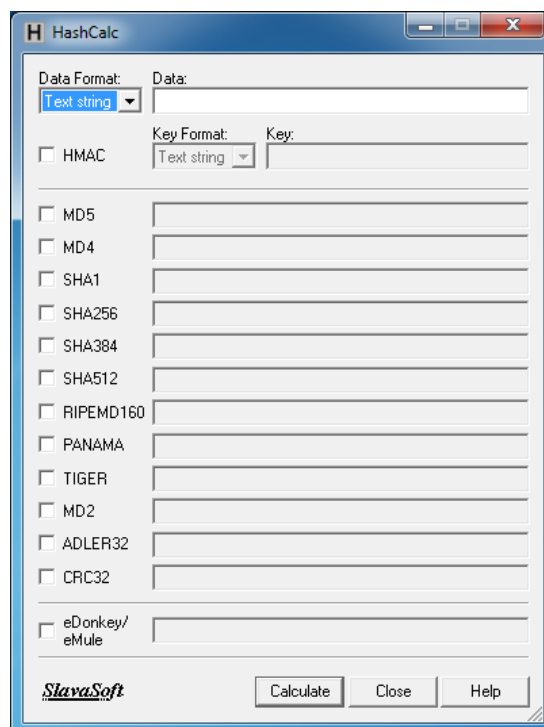 H HashCalc
Data Format: Data:
Text string
HMAC Key Format: Key:
Text string
MD5
MD4
SHA1
SHA256
SHA384
SHA512
RIPEMD160
PANAMA
TIGER
MD2
ADLER32
CRC32
eDonkey/
eMule
SlavaSoft Calculate Close Help